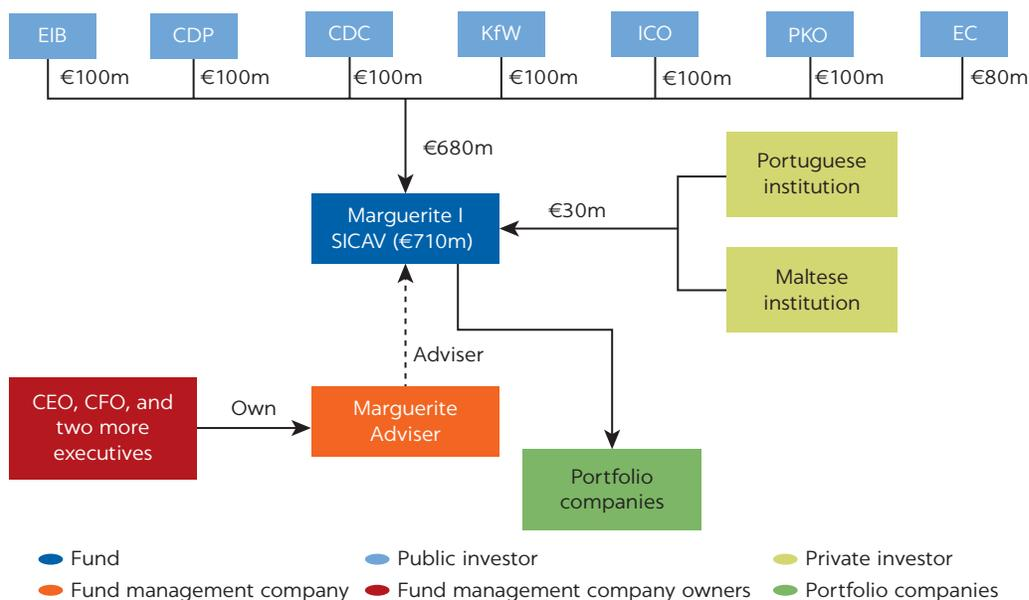 EIB
CDP
CDC
KfW
ICO
PKO
EC
€100m
€100m
€100m
€100m
€100m
€100m
€80m
€680m
Portuguese
institution
Marguerite I
SICAV (€710m)
€30m
Maltese
institution
Adviser
CEO, CFO, and
two more
executives
Own
Marguerite
Adviser
Portfolio
companies
Fund
Public investor
Private investor
Fund management company
Fund management company owners
Portfolio companies